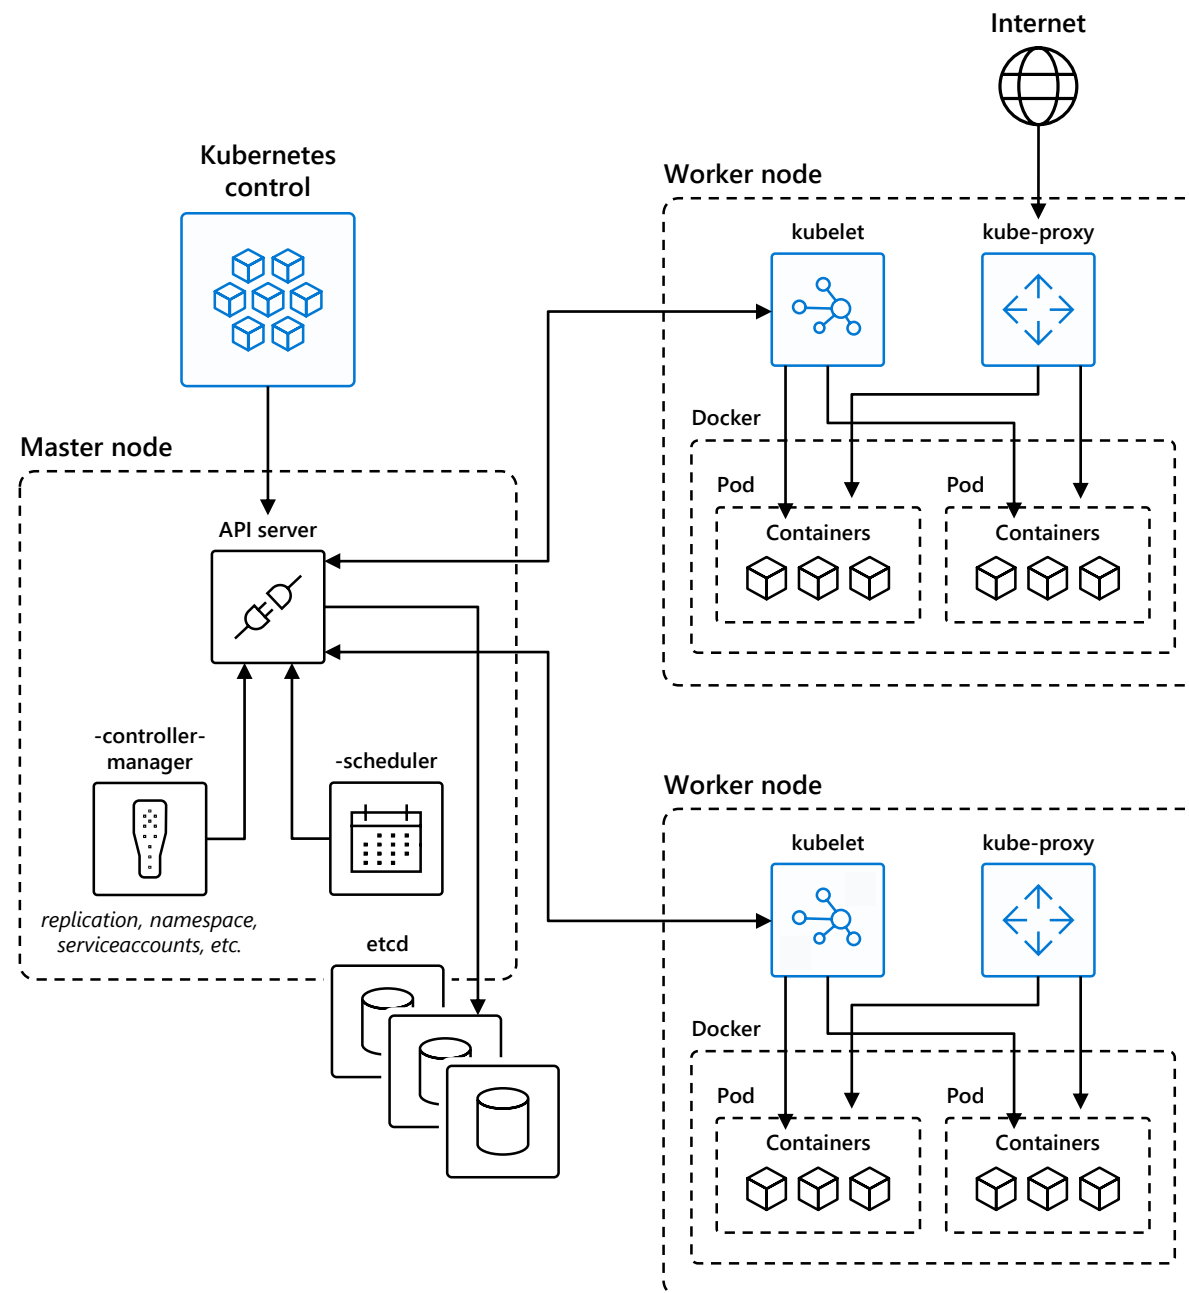 Internet
Kubernetes
control
Worker node
kubelet
kube-proxy
Docker
Pod
Pod
Containers
Containers
Master node
API server
-controller-
manager
-scheduler
replication, namespace,
serviceaccounts, etc.
etcd
Worker node
kubelet
kube-proxy
Docker
Pod
Pod
Containers
Containers